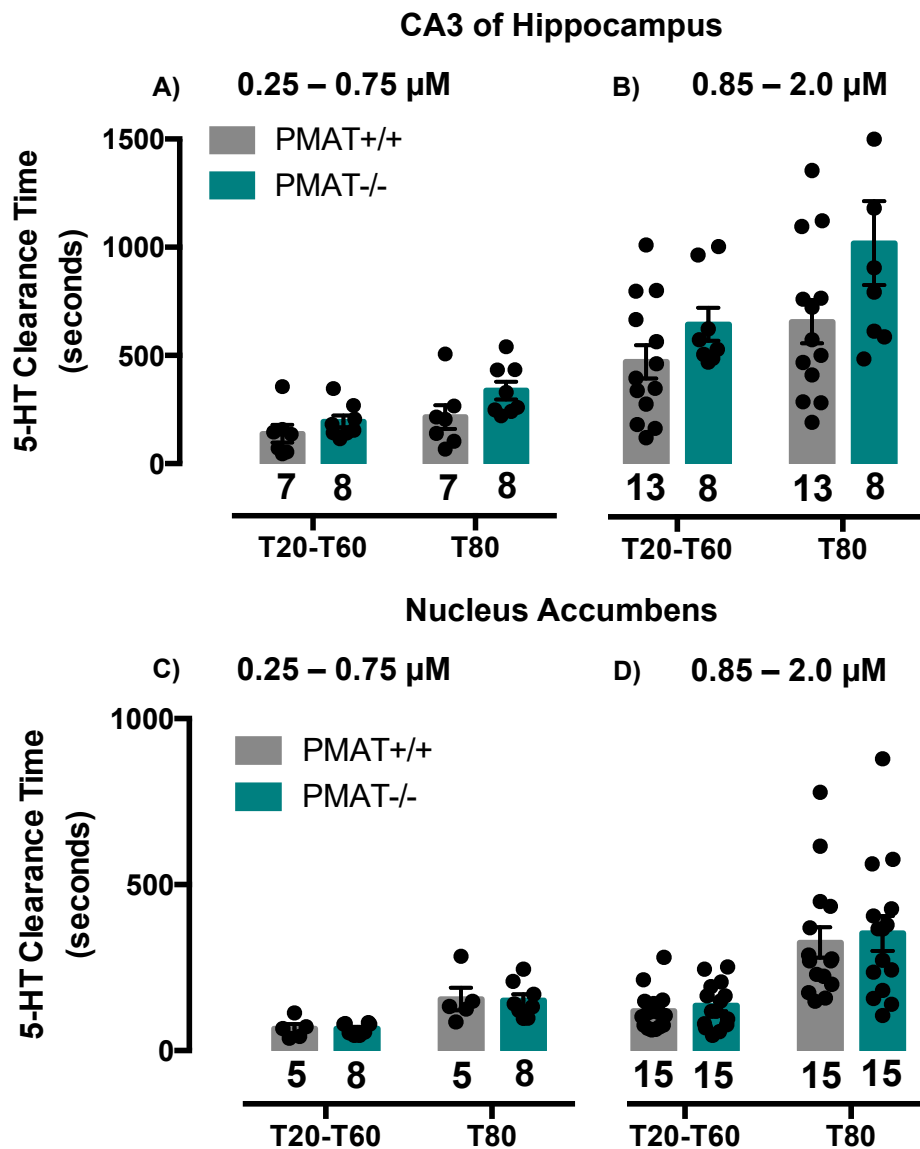 CA3 of Hippocampus
A) 0.25 – 0.75 µM B) 0.85 – 2.0 µM
5-HT Clearance Time
(seconds)
1500
1000
500
0
PMAT+/+
PMAT-/-
7 8 7 8 13 8 13 8
T20-T60 T80 T20-T60 T80
Nucleus Accumbens
C) 0.25 – 0.75 µM D) 0.85 – 2.0 µM
5-HT Clearance Time
(seconds)
1000
500
0
PMAT+/+
PMAT-/-
5 8 5 8 15 15 15 15
T20-T60 T80 T20-T60 T80